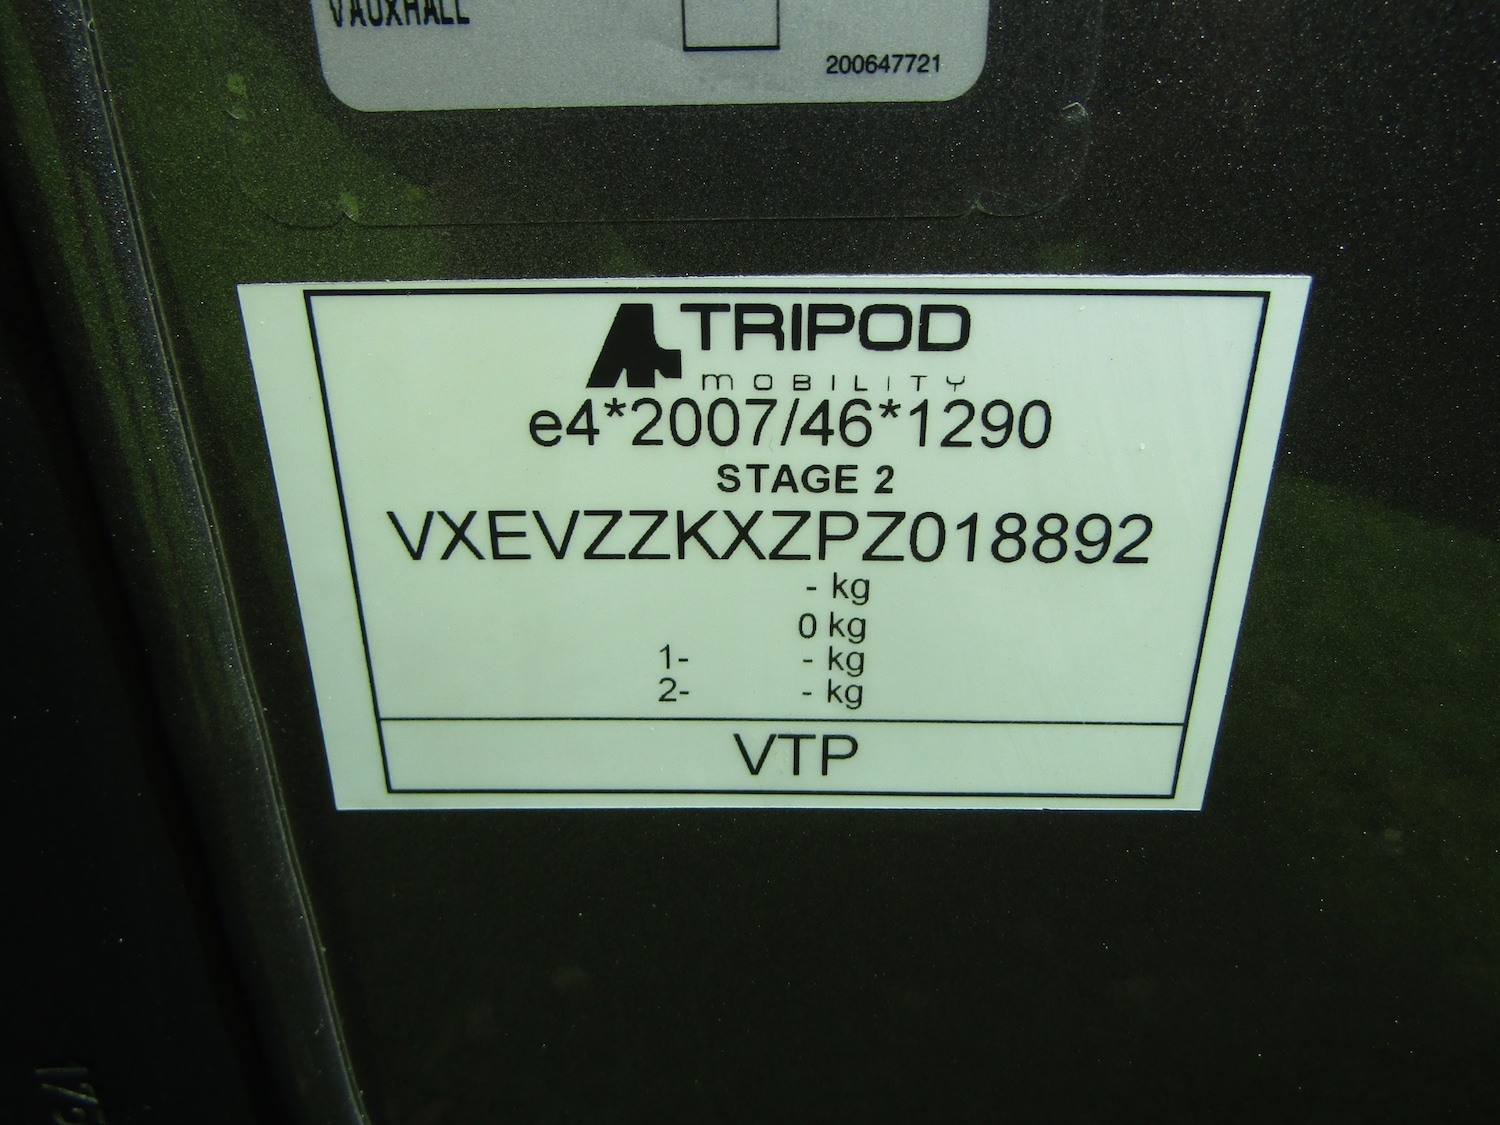 VAUXHALL
200647721
TRIPOD
MOBILITY
e4*2007/46*1290
STAGE 2
VXEVZZKXZPZ018892
- kg
0 kg
1- - kg
2- - kg
VTP